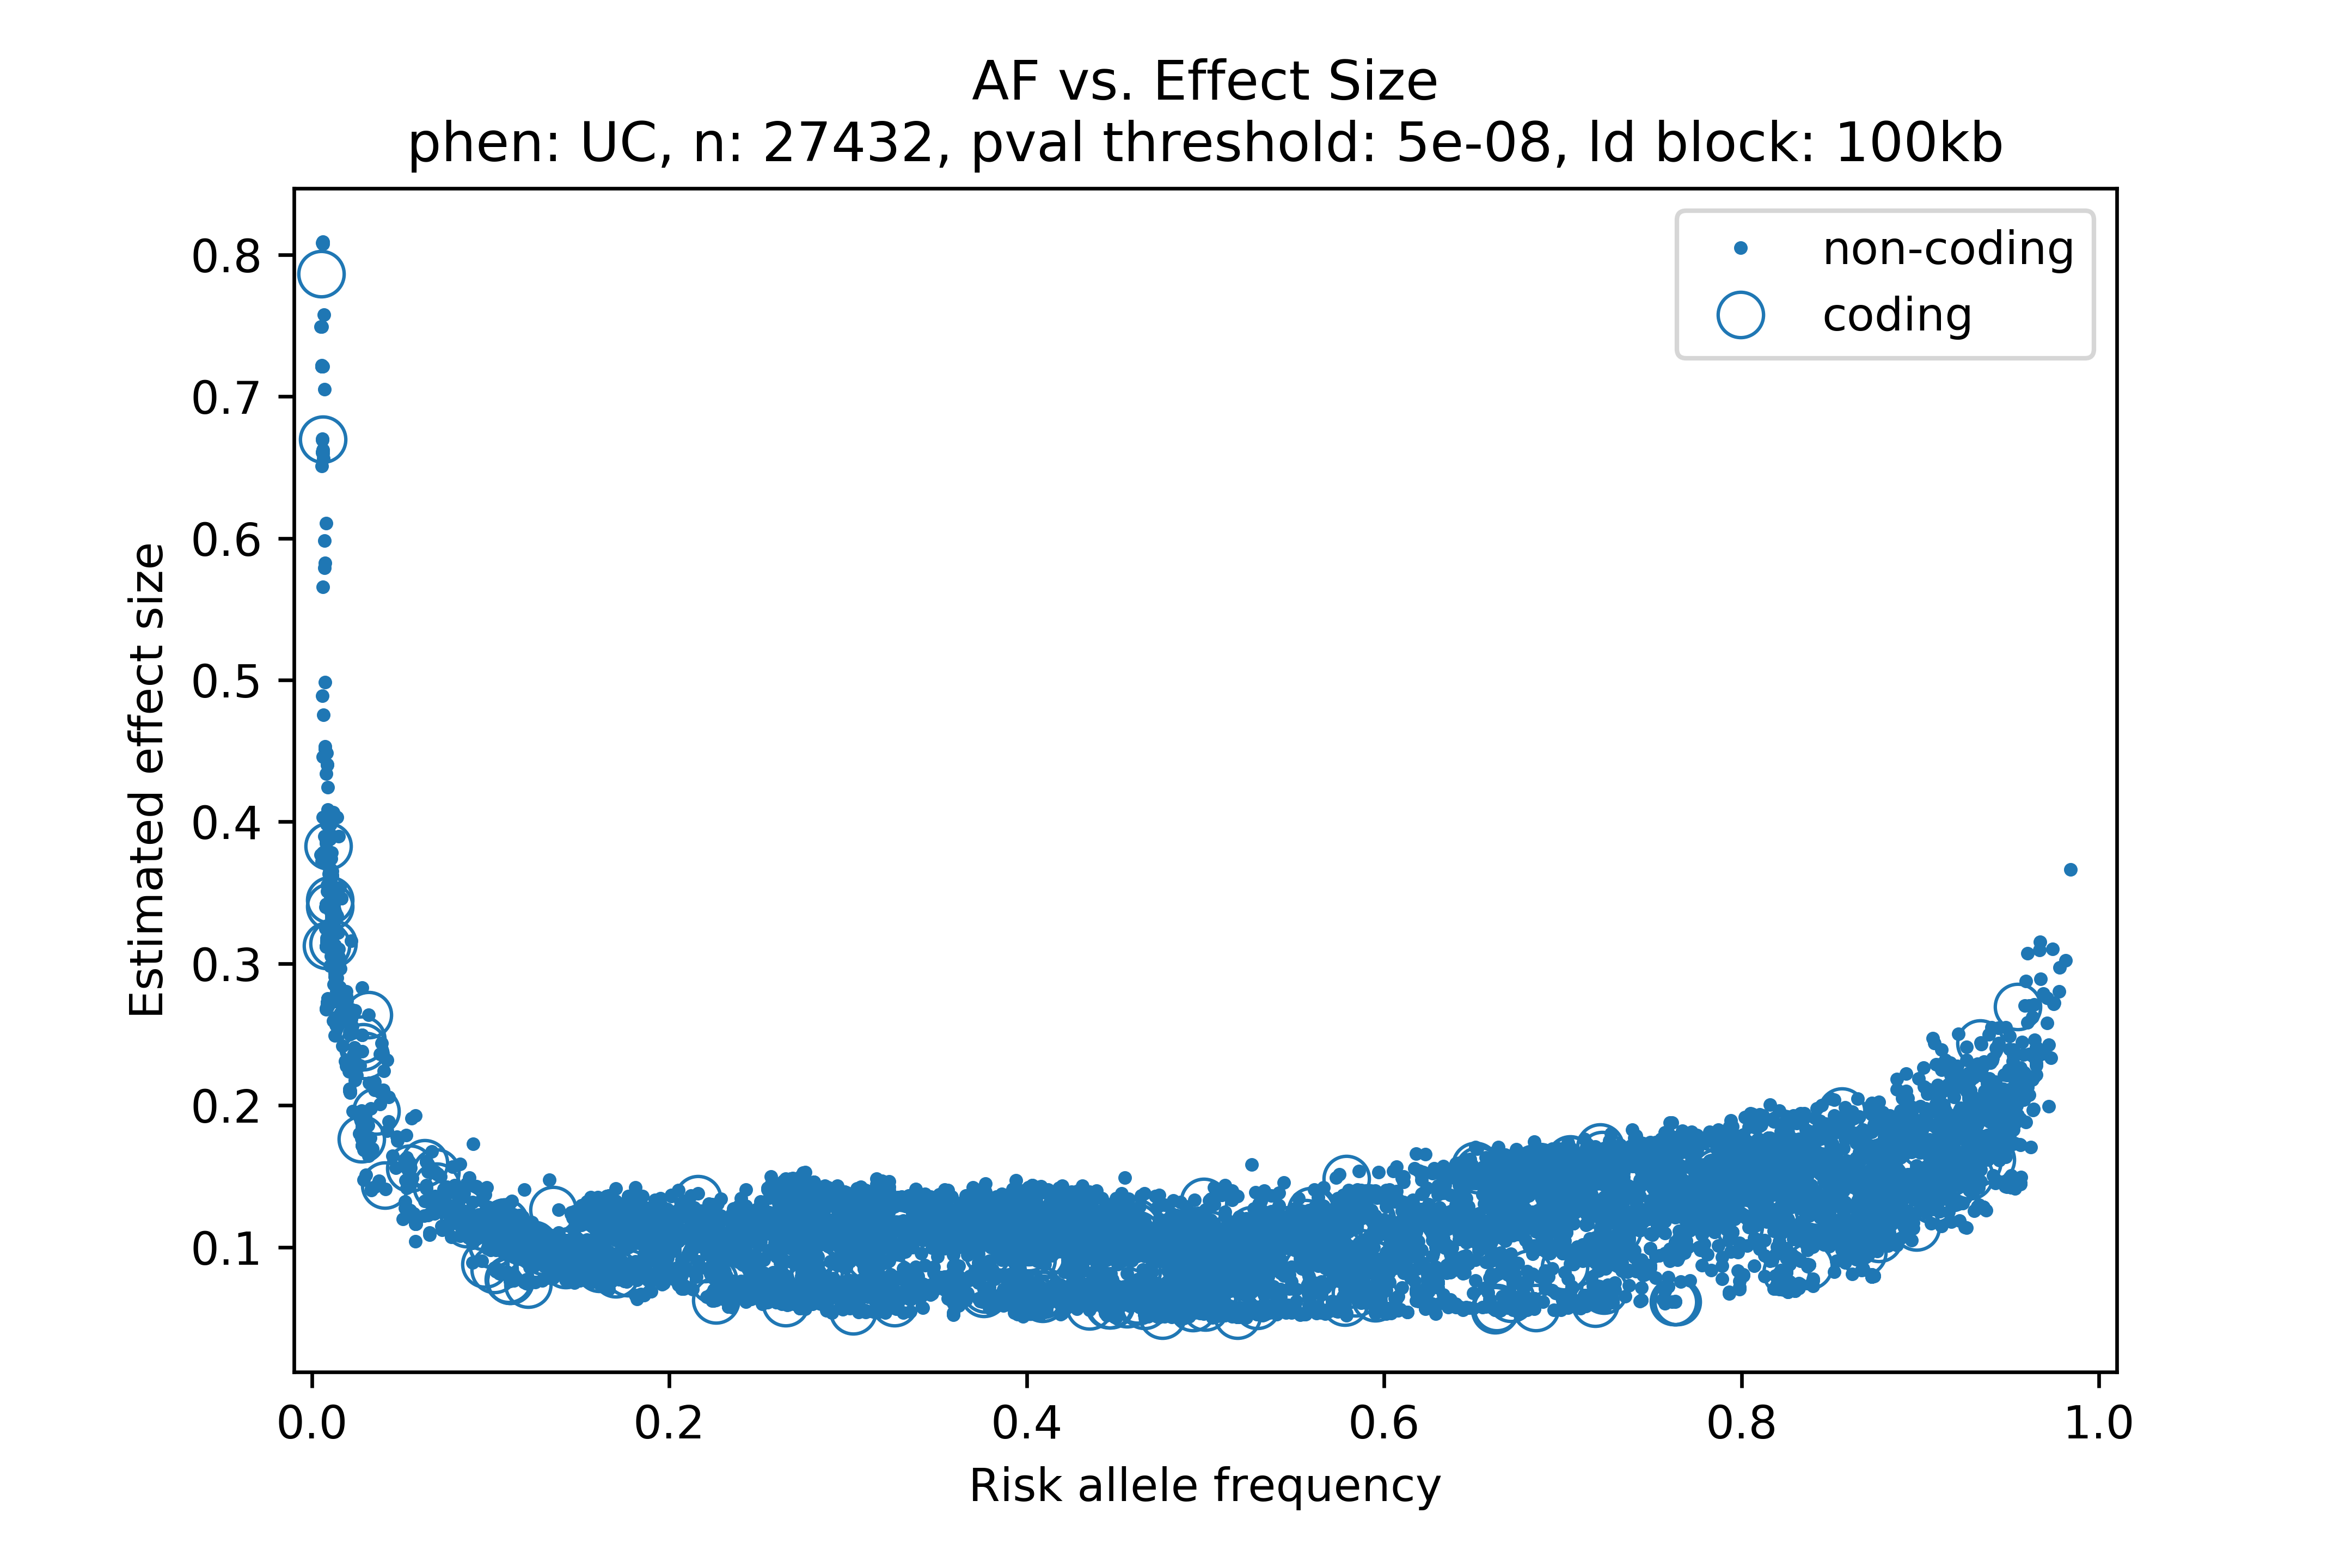 AF vs. Effect Size
phen: UC, n: 27432, pval threshold: 5e-08, ld block: 100kb
non-coding
coding
0.8
0.7
0.6
0.5
0.4
0.3
0.2
0.1
Estimated effect size
0.0 0.2 0.4 0.6 0.8 1.0
Risk allele frequency